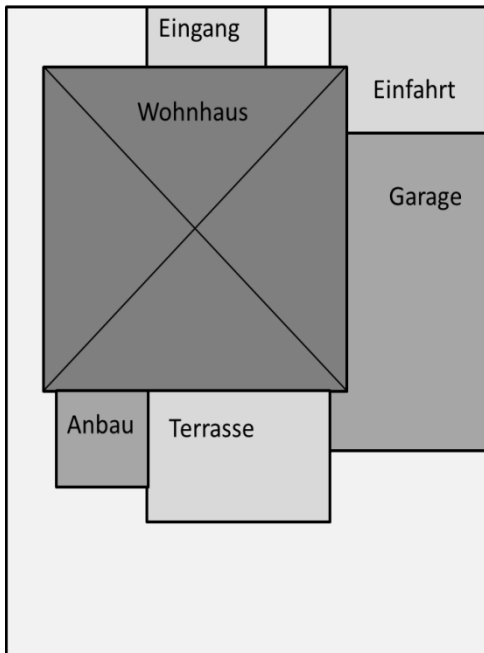 Eingang
Einfahrt
Wohnhaus
Garage
Anbau
Terrasse